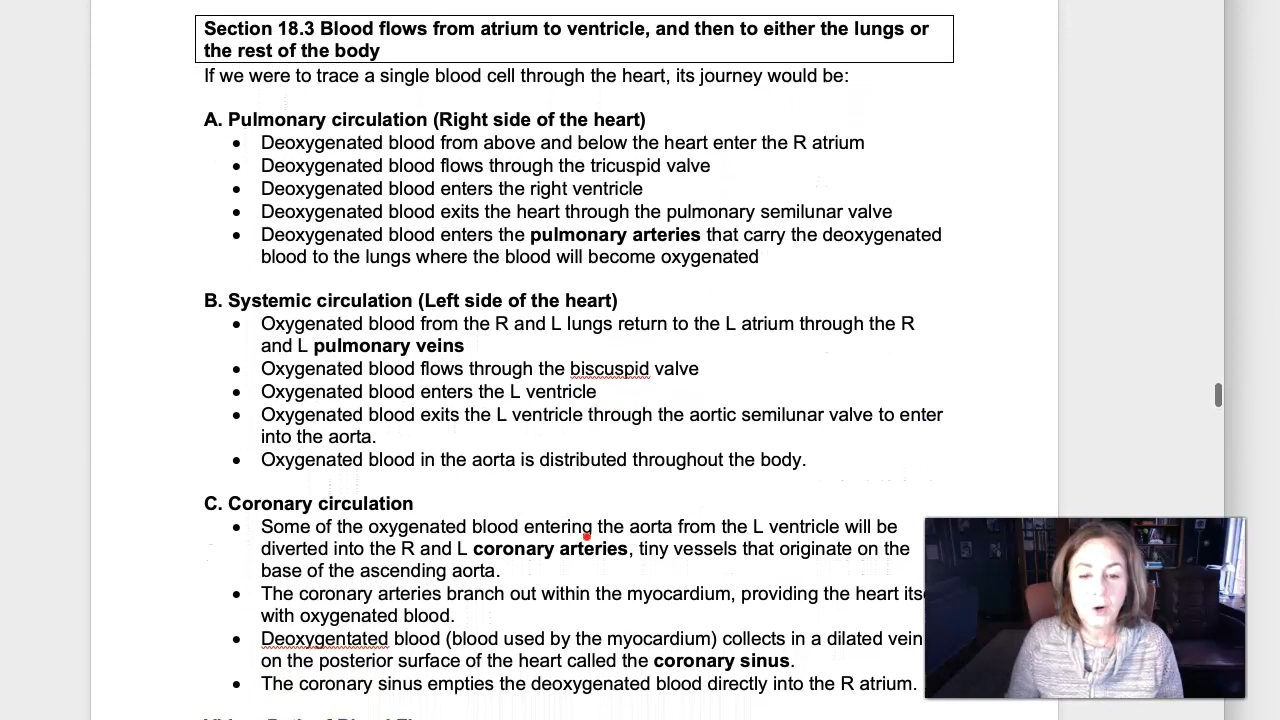 Section 18.3 Blood flows from atrium to ventricle, and then to either the lungs or
the rest of the body
If we were to trace a single blood cell through the heart, its journey would be:
A. Pulmonary circulation (Right side of the heart)
• Deoxygenated blood from above and below the heart enter the R atrium
• Deoxygenated blood flows through the tricuspid valve
• Deoxygenated blood enters the right ventricle
• Deoxygenated blood exits the heart through the pulmonary semilunar valve
• Deoxygenated blood enters the pulmonary arteries that carry the deoxygenated
blood to the lungs where the blood will become oxygenated
B. Systemic circulation (Left side of the heart)
• Oxygenated blood from the R and L lungs return to the L atrium through the R
and L pulmonary veins
• Oxygenated blood flows through the biscuspid valve
• Oxygenated blood enters the L ventricle
• Oxygenated blood exits the L ventricle through the aortic semilunar valve to enter
into the aorta.
• Oxygenated blood in the aorta is distributed throughout the body.
C. Coronary circulation
• Some of the oxygenated blood entering the aorta from the L ventricle will be
diverted into the R and L coronary arteries, tiny vessels that originate on the
base of the ascending aorta.
• The coronary arteries branch out within the myocardium, providing the heart its
with oxygenated blood.
• Deoxygentated blood (blood used by the myocardium) collects in a dilated vein
on the posterior surface of the heart called the coronary sinus.
• The coronary sinus empties the deoxygenated blood directly into the R atrium.